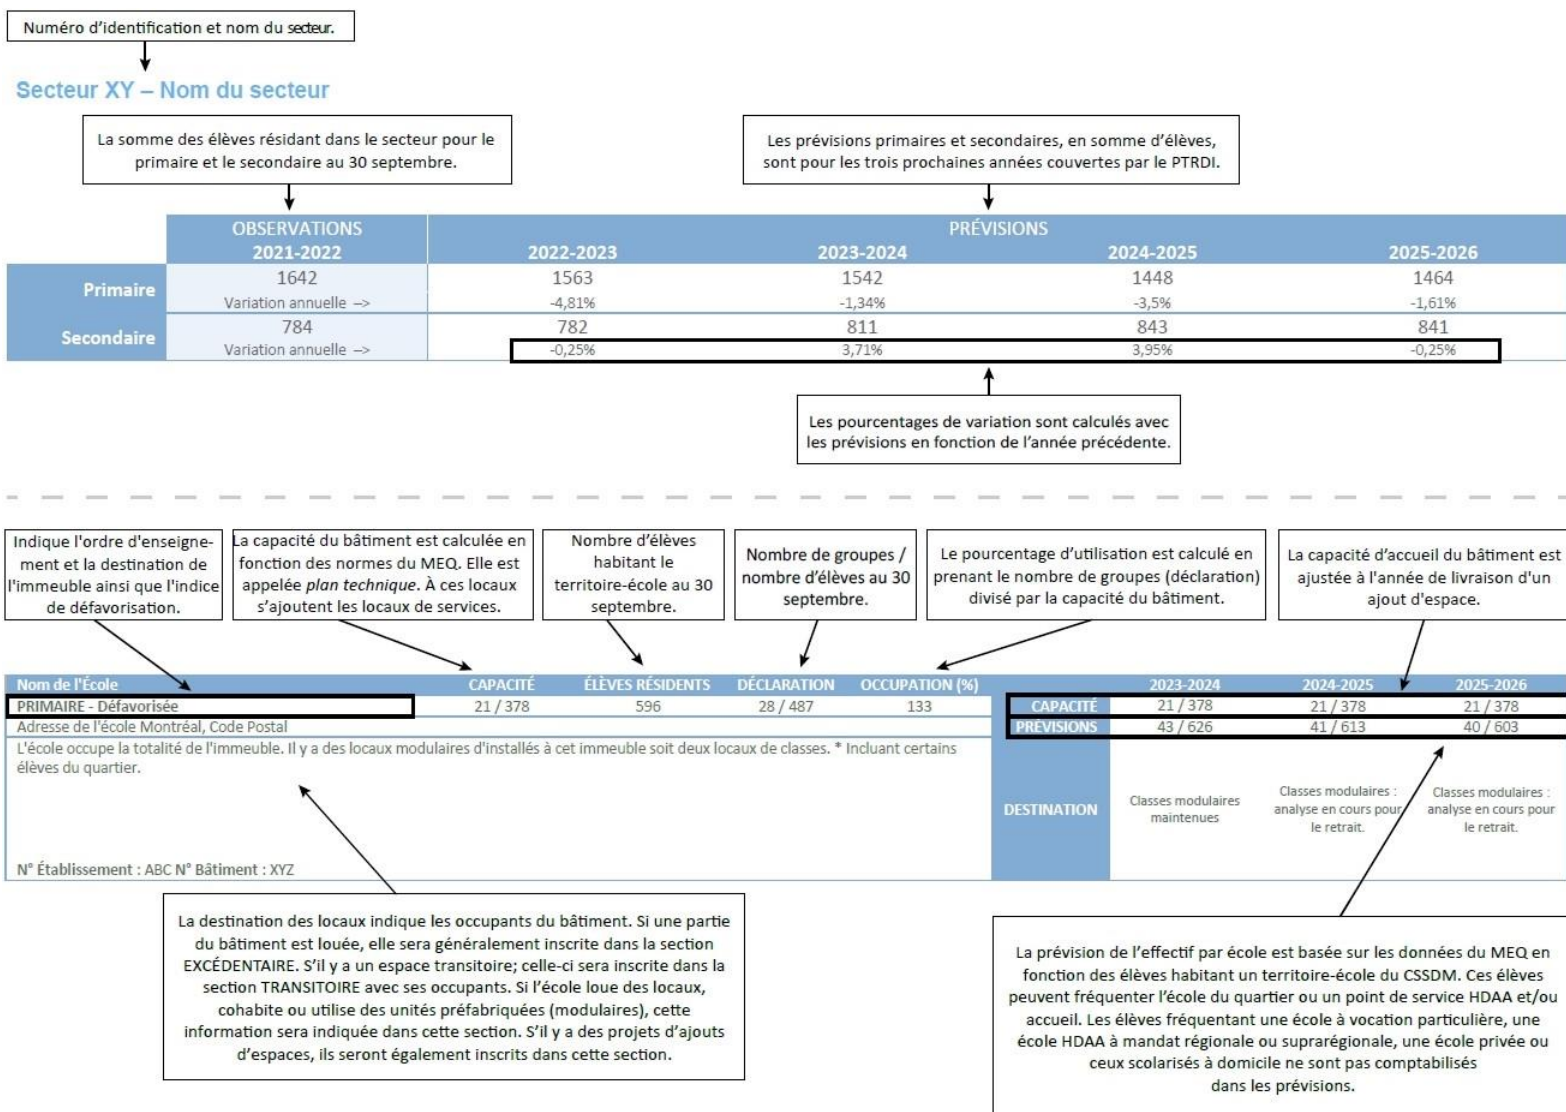 Numéro d'identification et nom du secteur.
Secteur XY – Nom du secteur
La somme des élèves résidant dans le secteur pour le
primaire et le secondaire au 30 septembre.
Les prévisions primaires et secondaires, en somme d'élèves,
sont pour les trois prochaines années couvertes par le PTRDI.
OBSERVATIONS PRÉVISIONS
2021-2022 2022-2023 2023-2024 2024-2025 2025-2026
Primaire 1642 1563 1542 1448 1464
Variation annuelle --> -4,81% -1,34% -3,5% -1,61%
Secondaire 784 782 811 843 841
Variation annuelle --> -0,25% 3,71% 3,95% -0,25%
Les pourcentages de variation sont calculés avec
les prévisions en fonction de l'année précédente.
Indique l'ordre d'enseigne-
ment et la destination de
l'immeuble ainsi que l'indice
de défavorisation.
La capacité du bâtiment est calculée en
fonction des normes du MEQ. Elle est
appelée plan technique. À ces locaux
s'ajoutent les locaux de services.
Nombre d'élèves
habitant le
territoire-école au 30
septembre.
Nombre de groupes /
nombre d'élèves au 30
septembre.
Le pourcentage d'utilisation est calculé en
prenant le nombre de groupes (déclaration)
divisé par la capacité du bâtiment.
La capacité d'accueil du bâtiment est
ajustée à l'année de livraison d'un
ajout d'espace.
Nom de l'École CAPACITÉ ÉLÈVES RÉSIDENTS DÉCLARATION OCCUPATION (%) 2023-2024 2024-2025 2025-2026
PRIMAIRE - Défavorisée 21 / 378 596 28 / 487 133 CAPACITÉ 21 / 378 21 / 378 21 / 378
Adresse de l'école Montréal, Code Postal PRÉVISIONS 43 / 626 41 / 613 40 / 603
L'école occupe la totalité de l'immeuble. Il y a des locaux modulaires d'installés à cet immeuble soit deux locaux de classes. * Incluant certains
élèves du quartier.
DESTINATION
Classes modulaires
maintenues
Classes modulaires :
analyse en cours pour
le retrait.
Classes modulaires :
analyse en cours pour
le retrait.
N° Établissement : ABC N° Bâtiment : XYZ
La destination des locaux indique les occupants du bâtiment. Si une partie
du bâtiment est louée, elle sera généralement inscrite dans la section
EXCÉDENTAIRE. S'il y a un espace transitoire; celle-ci sera inscrite dans la
section TRANSITOIRE avec ses occupants. Si l'école loue des locaux,
cohabite ou utilise des unités préfabriquées (modulaires), cette
information sera indiquée dans cette section. S'il y a des projets d'ajouts
d'espaces, ils seront également inscrits dans cette section.
La prévision de l'effectif par école est basée sur les données du MEQ en
fonction des élèves habitant un territoire-école du CSSDM. Ces élèves
peuvent fréquenter l'école du quartier ou un point de service HDAA et/ou
accueil. Les élèves fréquentant une école à vocation particulière, une
école HDAA à mandat régionale ou suprarégionale, une école privée ou
ceux scolarisés à domicile ne sont pas comptabilisés
dans les prévisions.